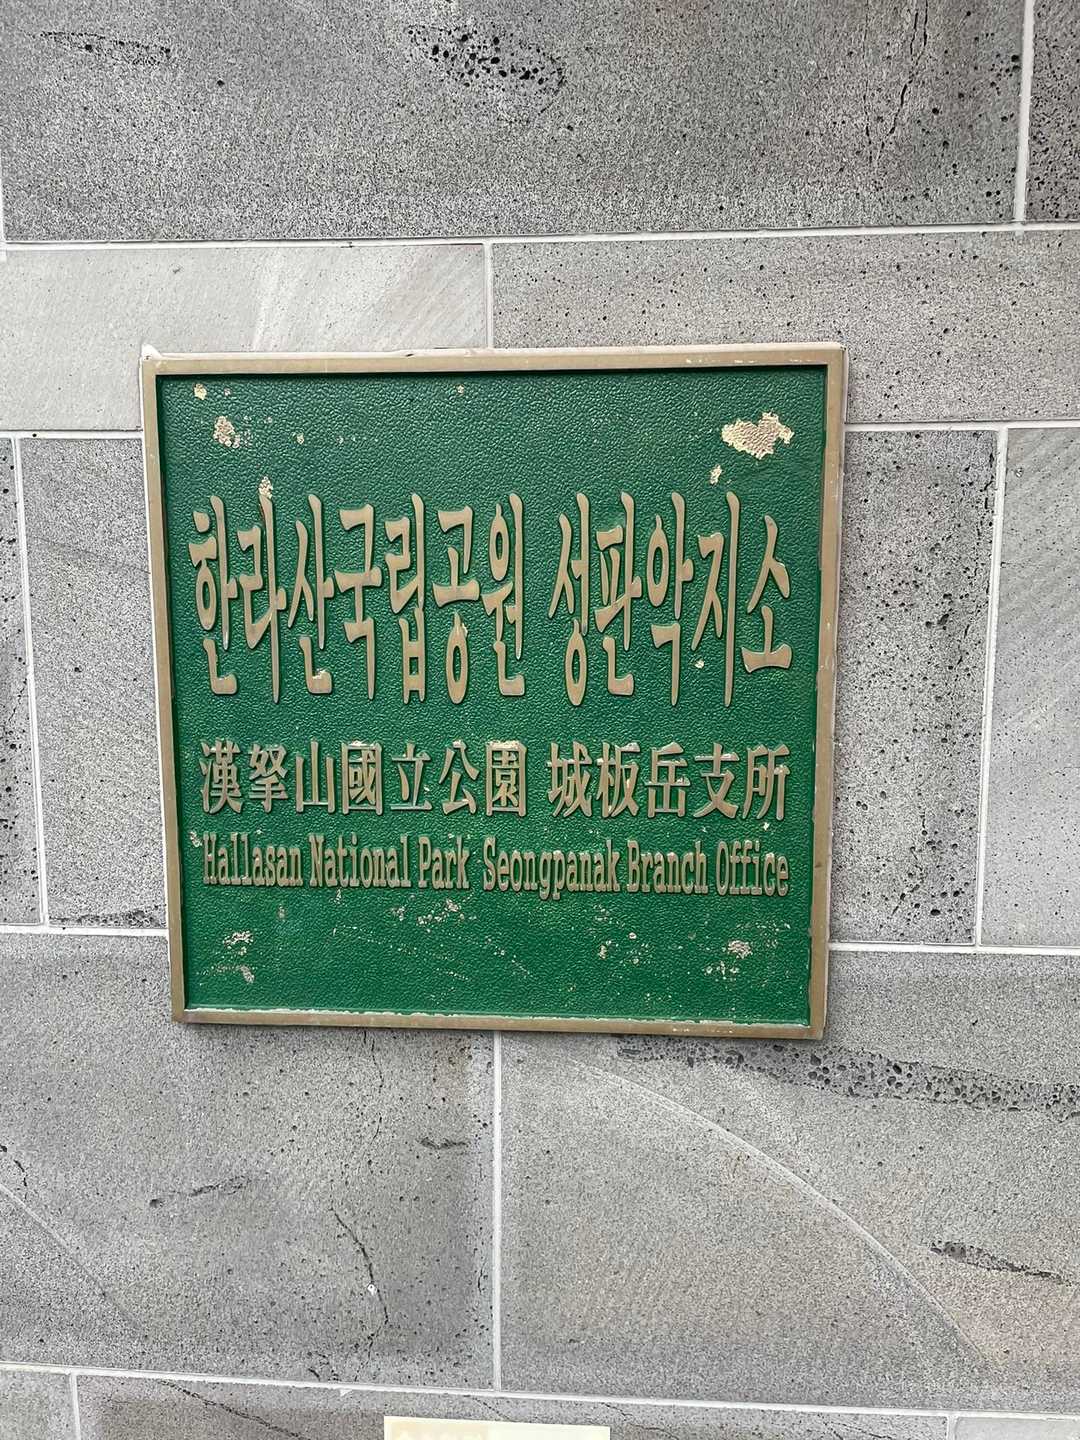 한라산국립공원 성판악지소
漢拏山國立公園 城板岳支所
Hallasan National Park Seongpanak Branch Office